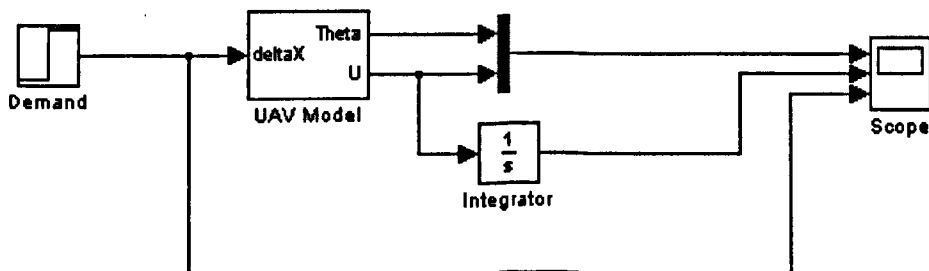 Demand
deltaX
Theta
U
UAV Model
1
s
Integrator
Scope